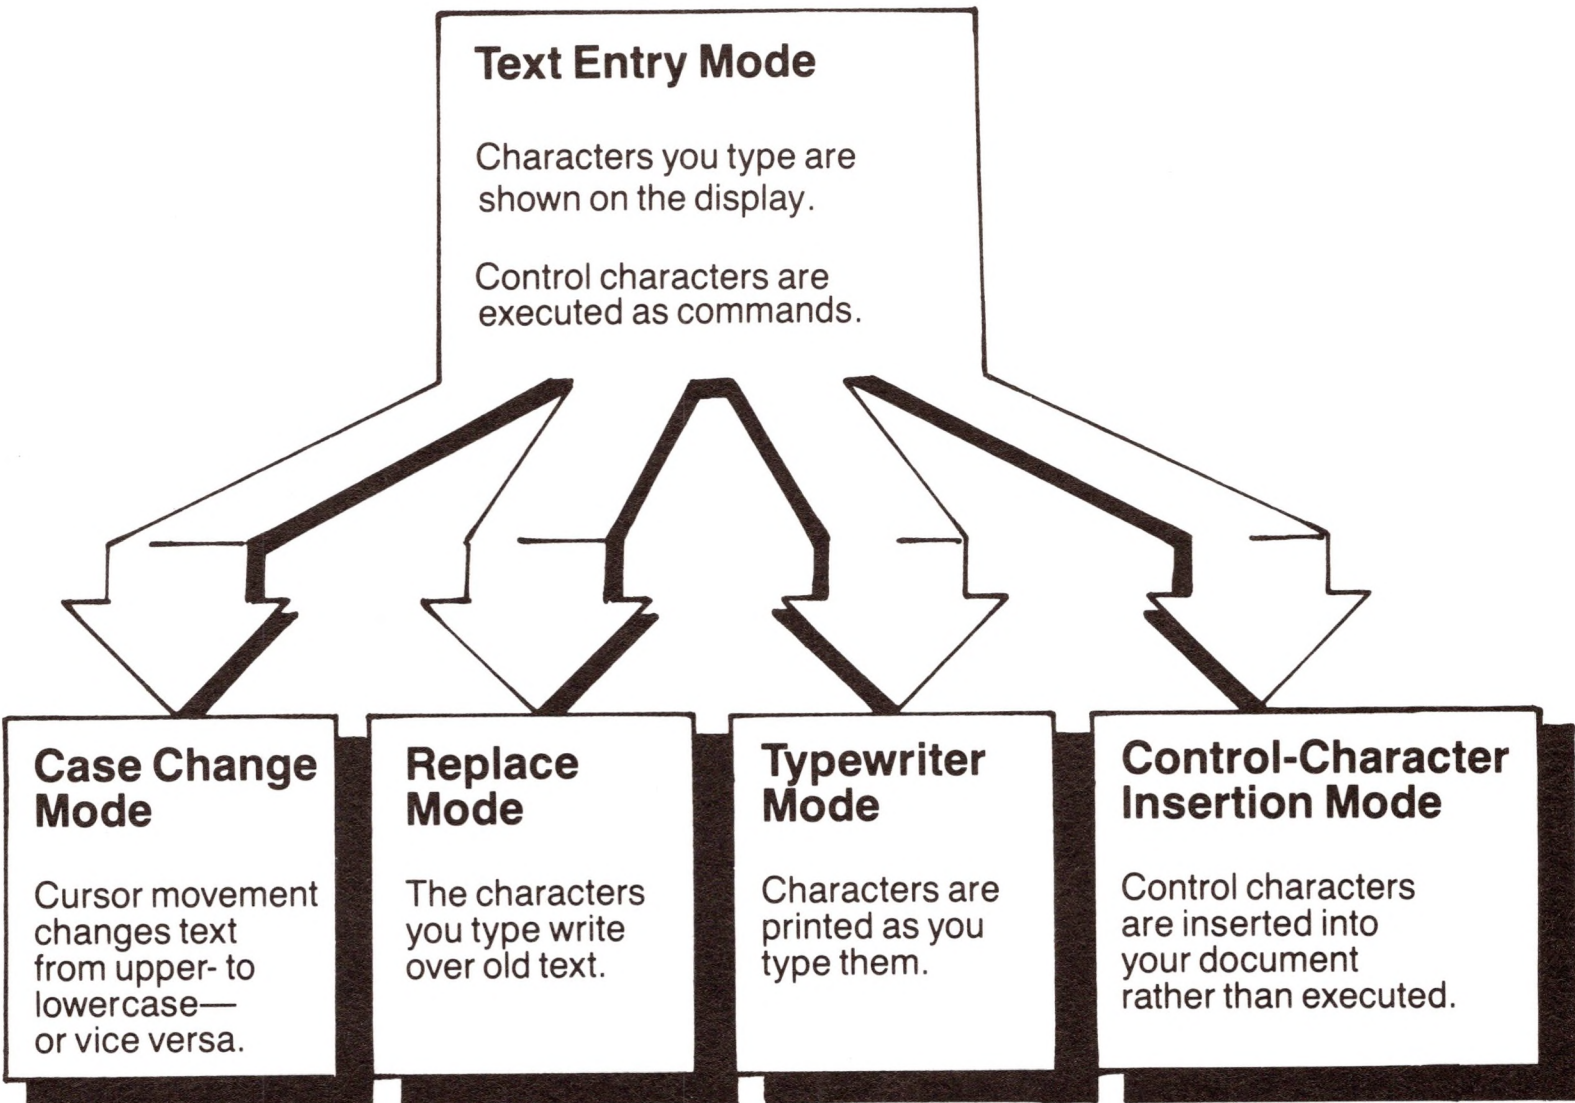 Text Entry Mode
Characters you type are
shown on the display.
Control characters are
executed as commands.
Case Change
Mode
Cursor movement
changes text
from upper- to
lowercase—
or vice versa.
Replace
Mode
The characters
you type write
over old text.
Typewriter
Mode
Characters are
printed as you
type them.
Control-Character
Insertion Mode
Control characters
are inserted into
your document
rather than executed.